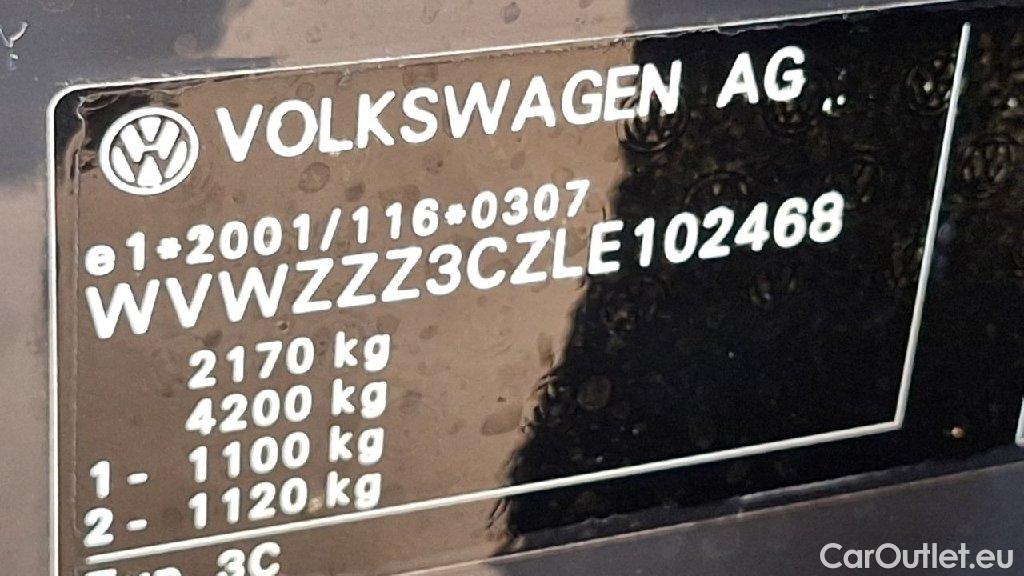 VOLKSWAGEN AG
e1*2001/116*0307
WVWZZZ3CZLE102468
2170 kg
4200 kg
1 - 1100 kg
2 - 1120 kg
3C
CarOutlet.eu